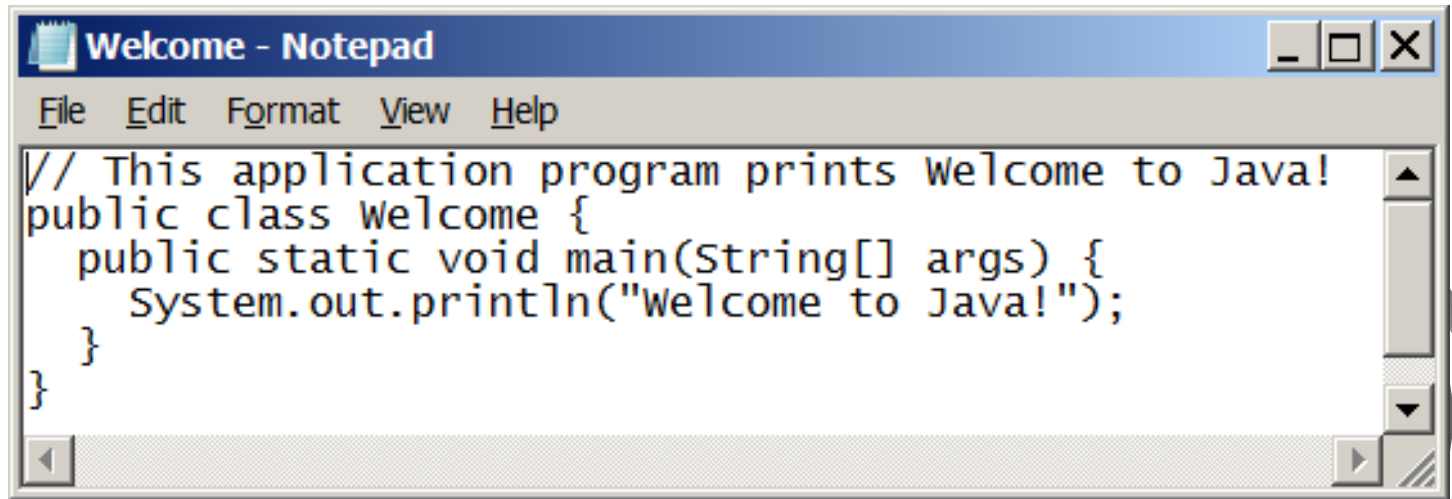 Welcome - Notepad
File Edit Format View Help
// This application program prints Welcome to Java!
public class Welcome {
  public static void main(String[] args) {
    System.out.println("Welcome to Java!");
  }
}